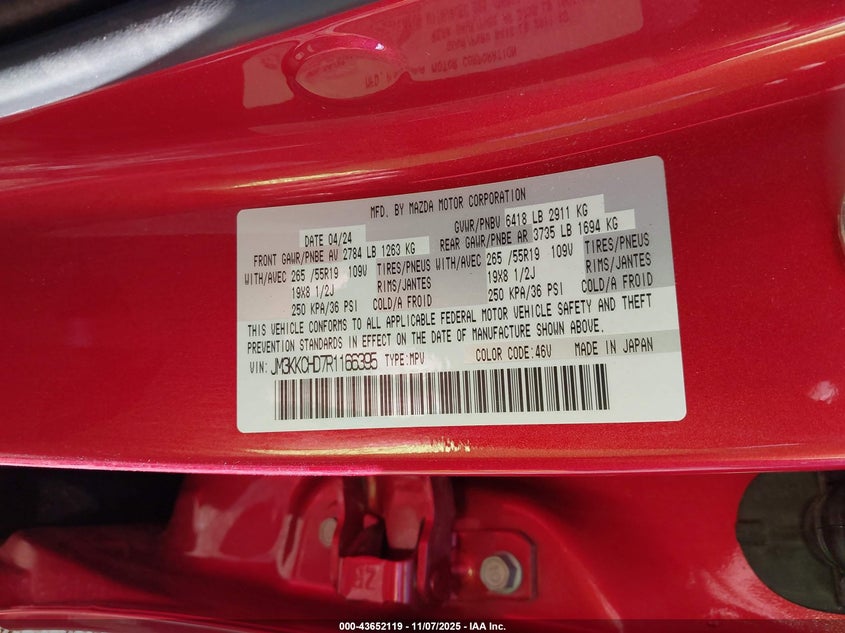 MFD. BY MAZDA MOTOR CORPORATION
DATE 04/24 GVWR/PNBV 6418 LB 2911 KG
FRONT GAWR/PNBE AV 2784 LB 1263 KG REAR GAWR/PNBE AR 3735 LB 1694 KG
WITH/AVEC 265 /55R19 109V TIRES/PNEUS WITH/AVEC 265 /55R19 109V TIRES/PNEUS
19X8 1/2J RIMS/JANTES 19X8 1/2J RIMS/JANTES
250 KPA/36 PSI COLD/A FROID 250 KPA/36 PSI COLD/A FROID
THIS VEHICLE CONFORMS TO ALL APPLICABLE FEDERAL MOTOR VEHICLE SAFETY AND THEFT
PREVENTION STANDARDS IN EFFECT ON THE DATE OF MANUFACTURE SHOWN ABOVE.
VIN: JM3KKCHD7R1166395 TYPE:MPV COLOR CODE:46V MADE IN JAPAN
000-43652119 - 11/07/2025 - IAA Inc.